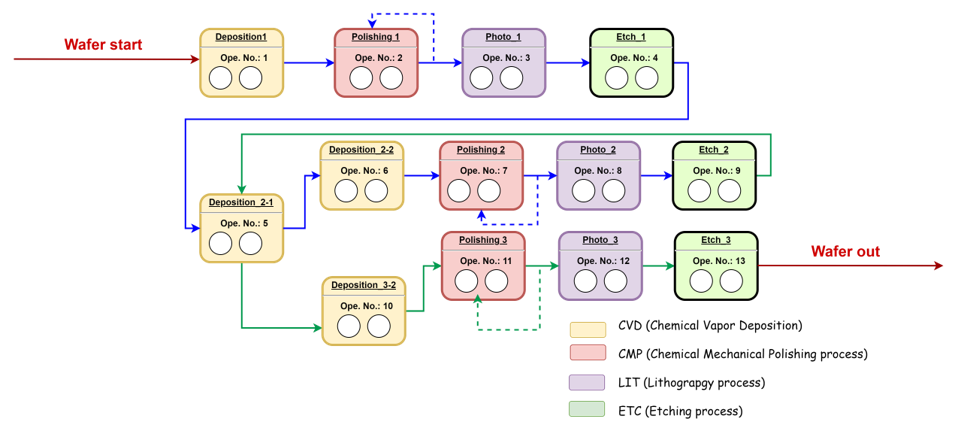 Wafer start
Deposition1
Ope. No.: 1
Polishing 1
Ope. No.: 2
Photo_1
Ope. No.: 3
Etch_1
Ope. No.: 4
Deposition_2-2
Ope. No.: 6
Polishing 2
Ope. No.: 7
Photo_2
Ope. No.: 8
Etch_2
Ope. No.: 9
Deposition_2-1
Ope. No.: 5
Polishing 3
Ope. No.: 11
Photo_3
Ope. No.: 12
Etch_3
Ope. No.: 13
Wafer out
Deposition_3-2
Ope. No.: 10
CVD (Chemical Vapor Deposition)
CMP (Chemical Mechanical Polishing process)
LIT (Lithograpgy process)
ETC (Etching process)